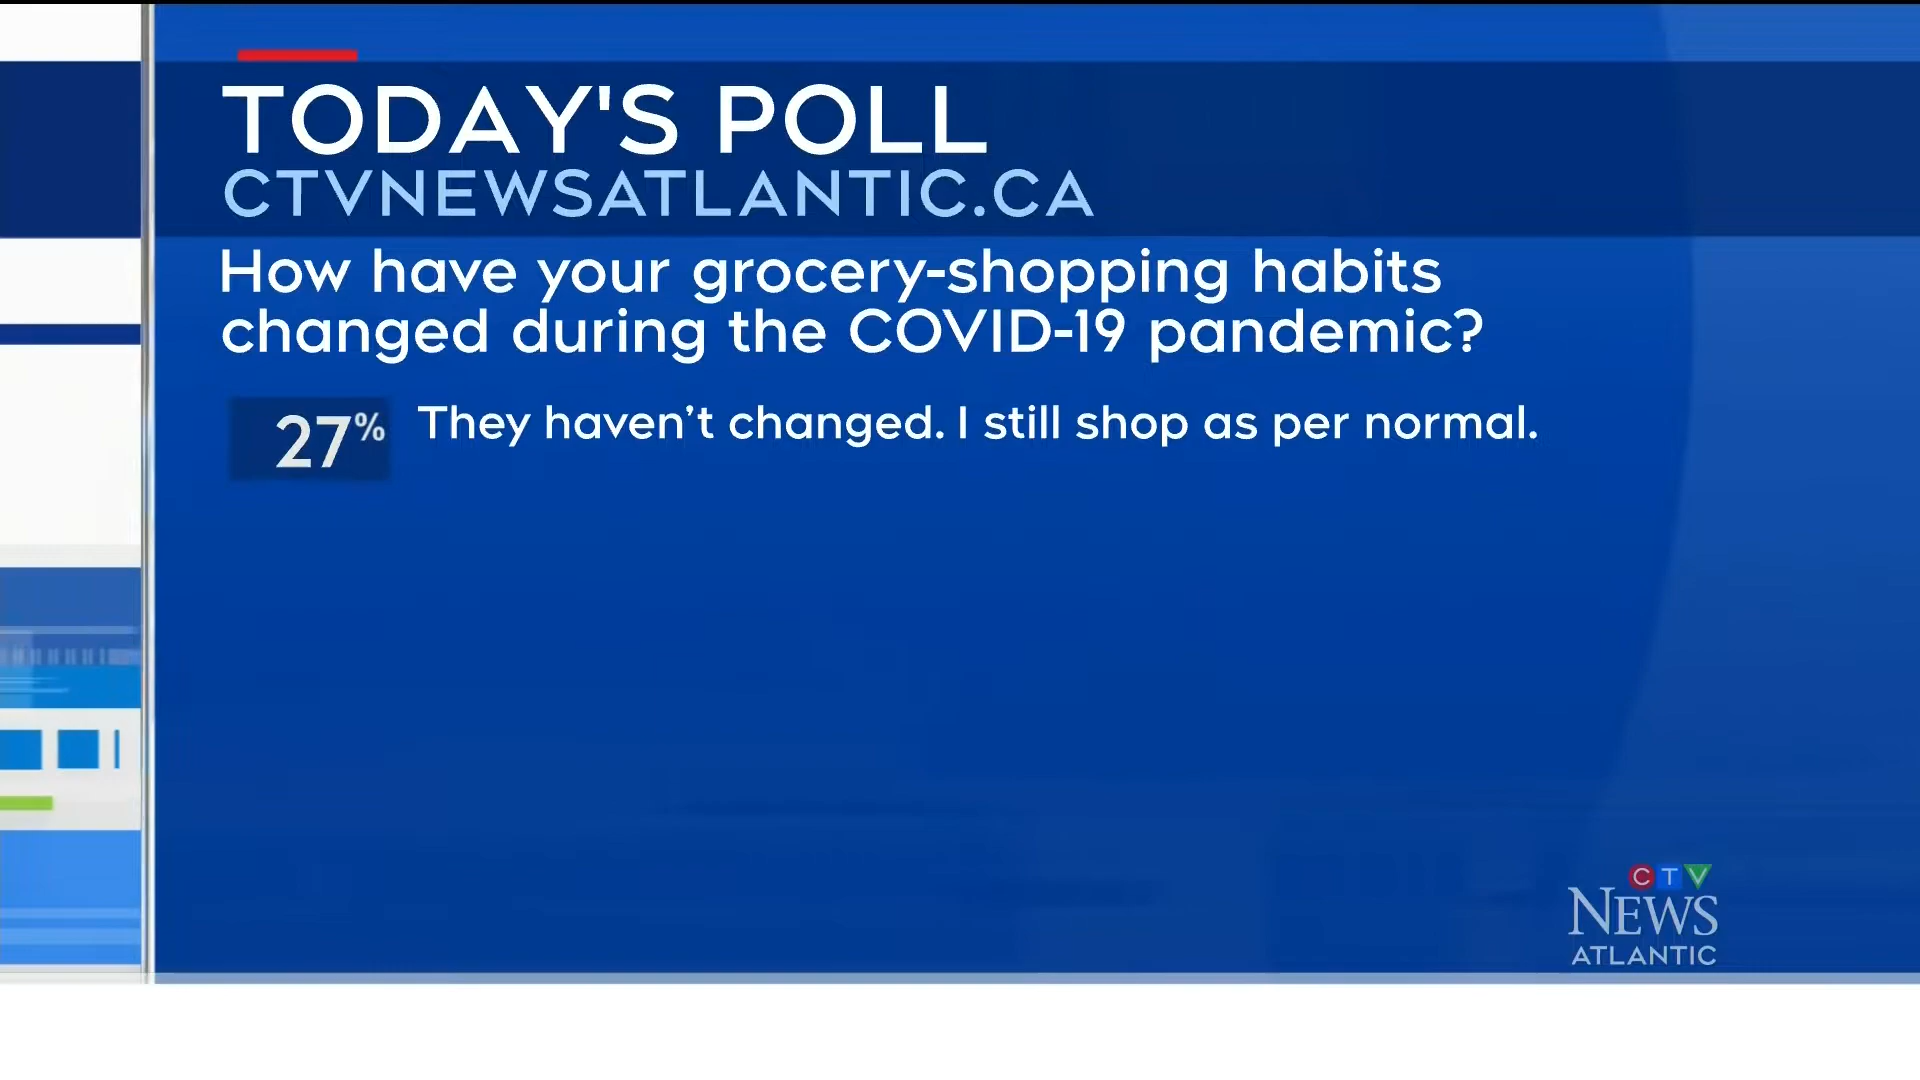 TODAY'S POLL
CTVNEWSATLANTIC.CA
How have your grocery-shopping habits
changed during the COVID-19 pandemic?
27% They haven’t changed. I still shop as per normal.
CTV
NEWS
ATLANTIC